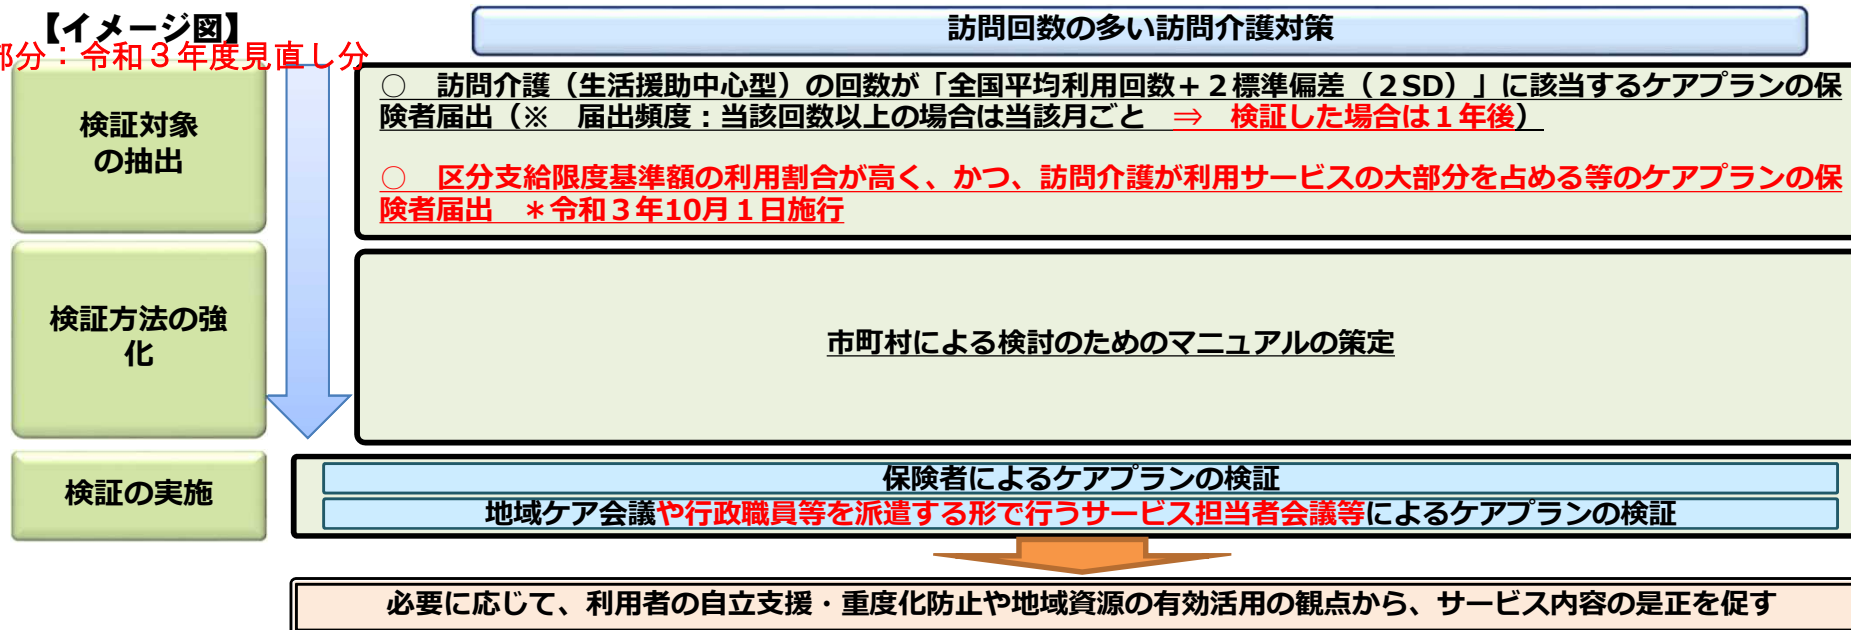 【イメージ図】
部分：令和３年度見直し分
訪問回数の多い訪問介護対策
検証対象
の抽出
○　訪問介護（生活援助中心型）の回数が「全国平均利用回数＋２標準偏差（２SD）」に該当するケアプランの保
険者届出（※　届出頻度：当該回数以上の場合は当該月ごと　⇒　検証した場合は１年後）
○　区分支給限度基準額の利用割合が高く、かつ、訪問介護が利用サービスの大部分を占める等のケアプランの保
険者届出　＊令和３年10月１日施行
検証方法の強
化
市町村による検討のためのマニュアルの策定
検証の実施
保険者によるケアプランの検証
地域ケア会議や行政職員等を派遣する形で行うサービス担当者会議等によるケアプランの検証
必要に応じて、利用者の自立支援・重度化防止や地域資源の有効活用の観点から、サービス内容の是正を促す